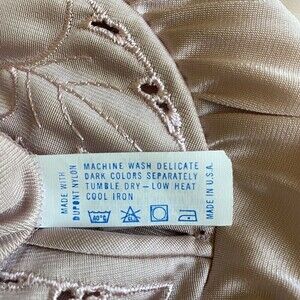 MADE WITH
DUPONT NYLON
MACHINE WASH DELICATE
DARK COLORS SEPARATELY
TUMBLE DRY—LOW HEAT
COOL IRON
MADE IN U.S.A.